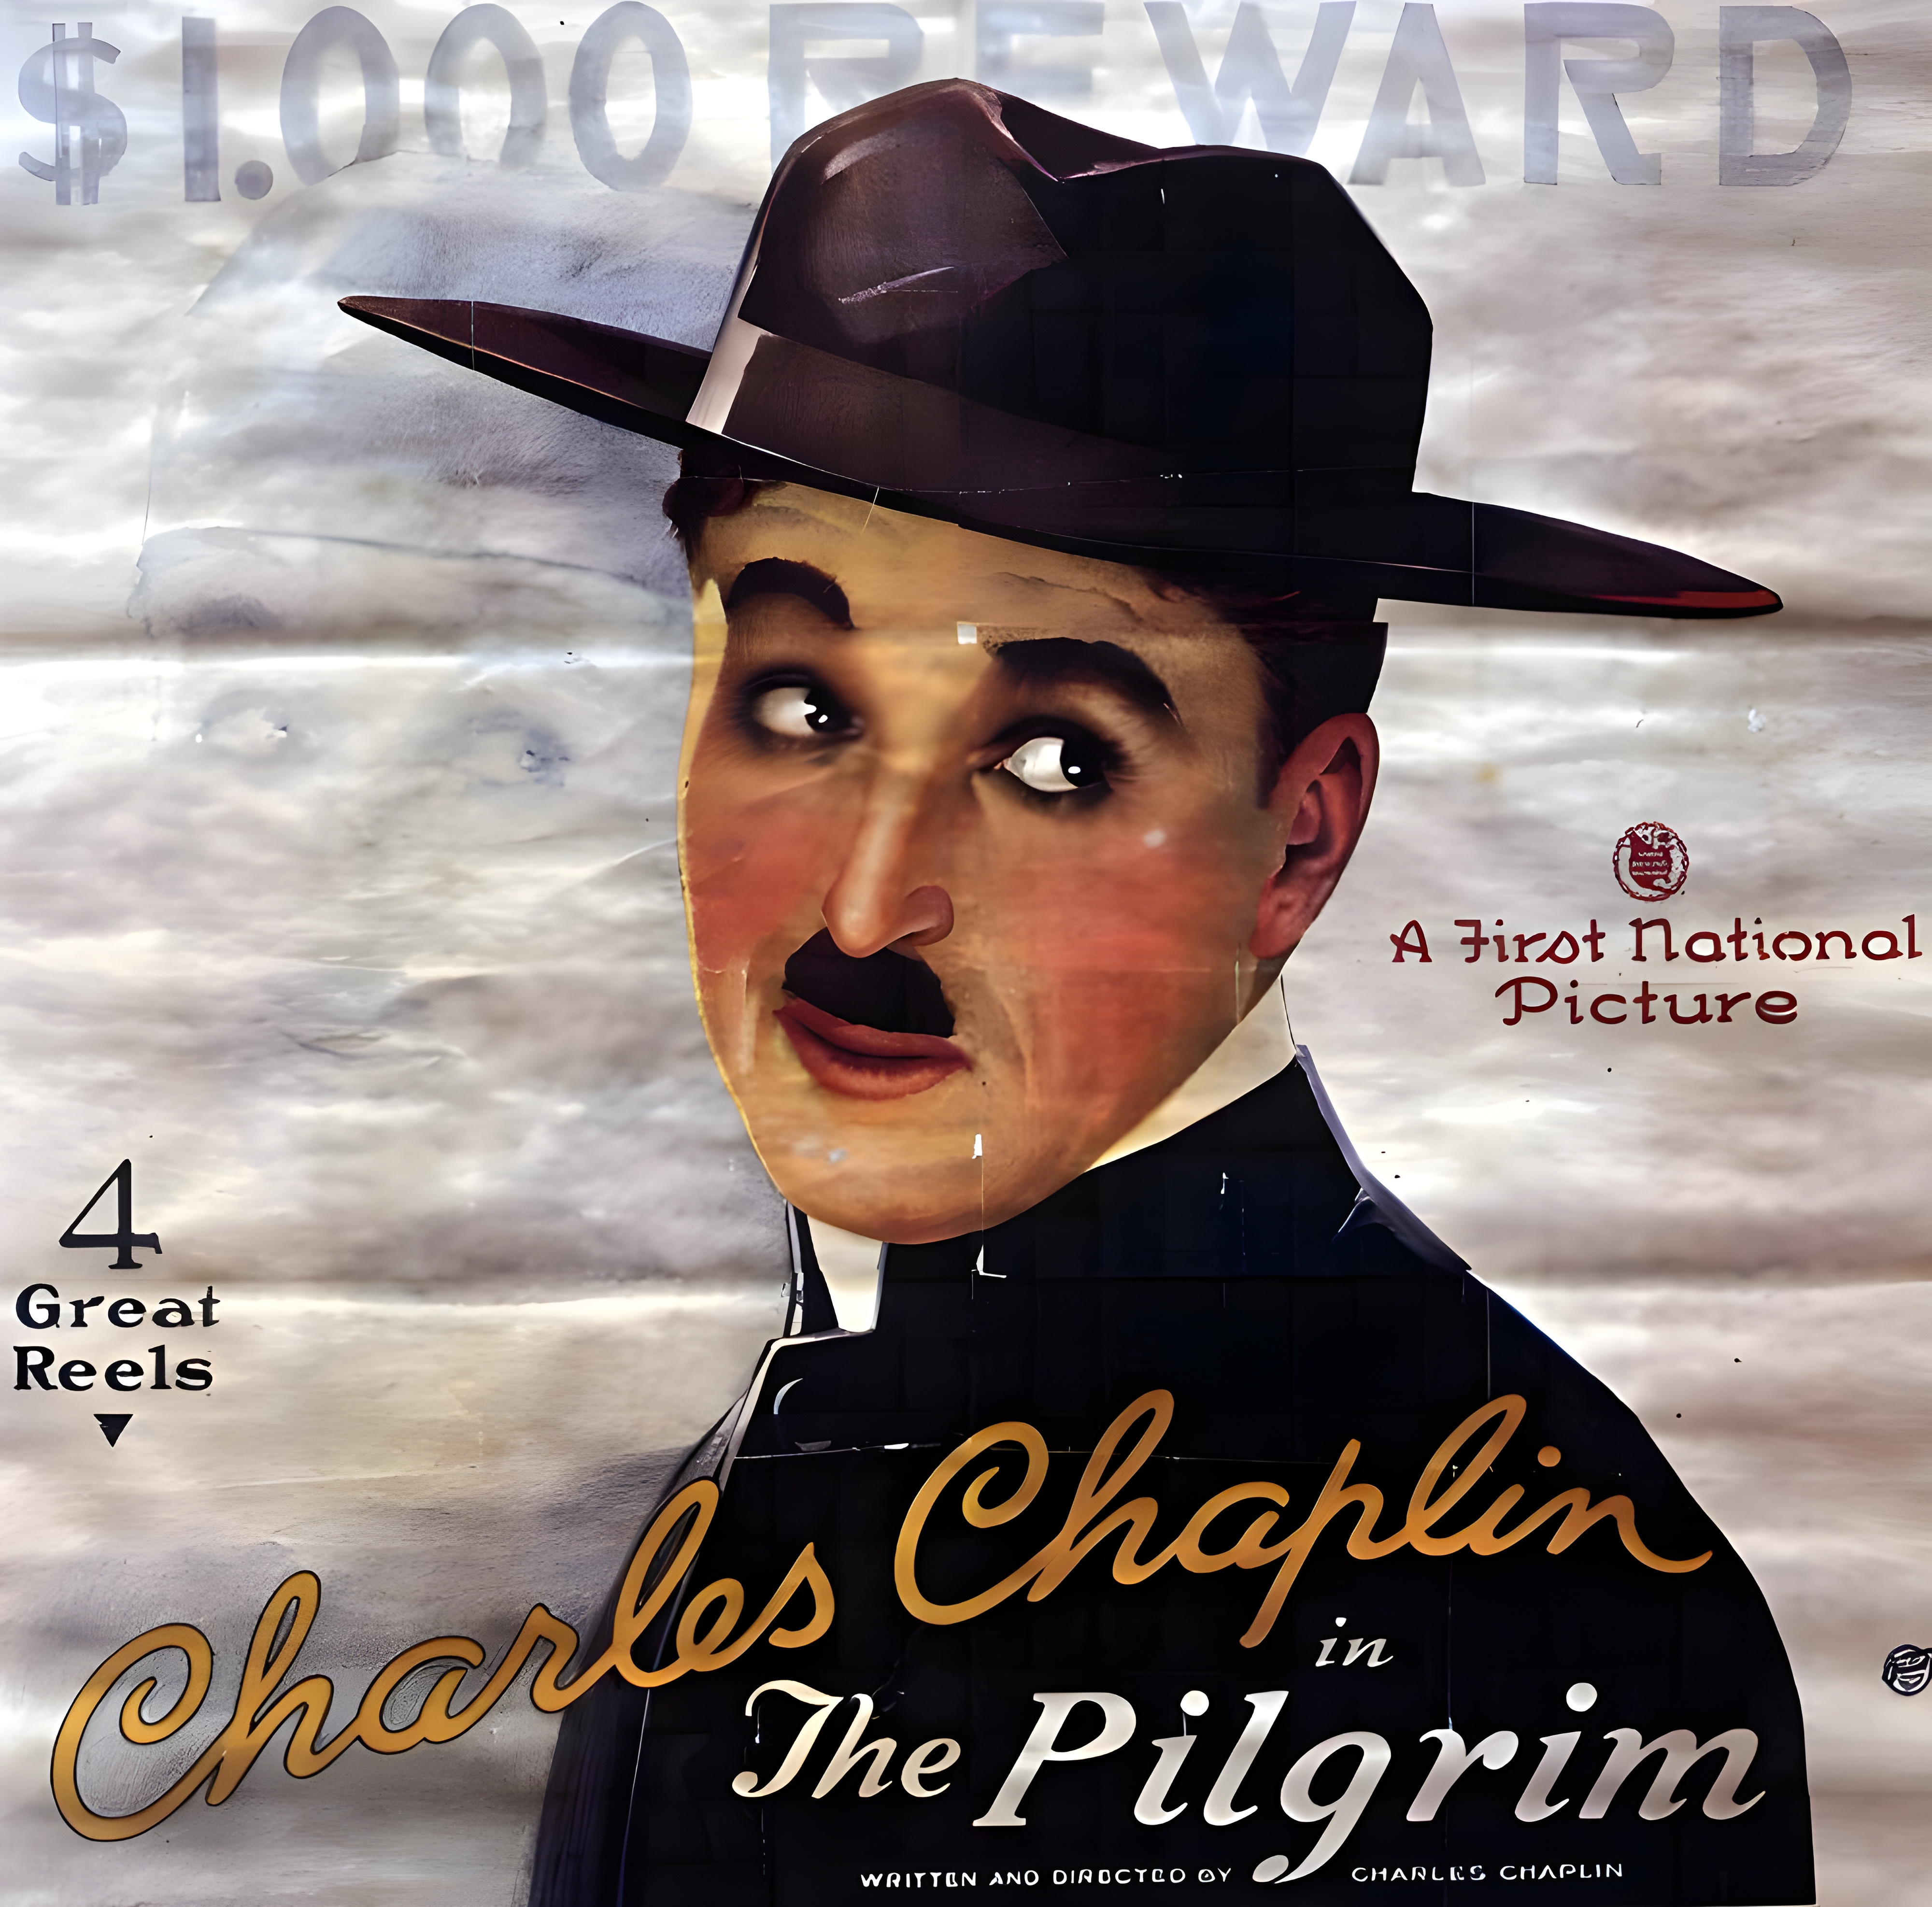 $1.000 REWARD
A First National
Picture
4
Great
Reels
Charles Chaplin
in
The Pilgrim
WRITTEN AND DIRECTED BY CHARLES CHAPLIN